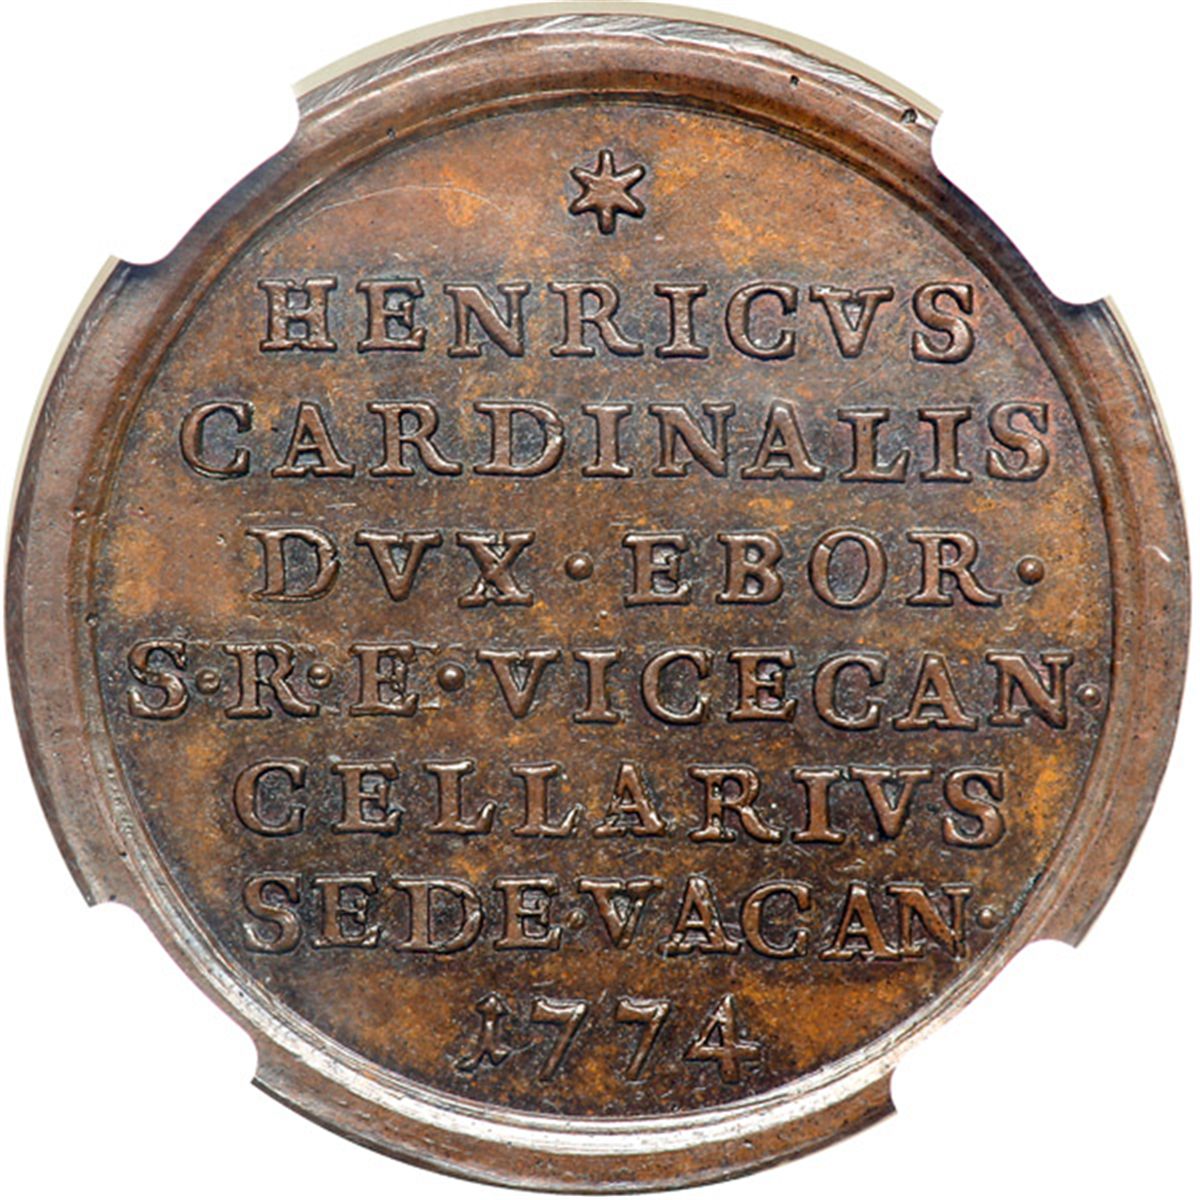 HENRICVS
CARDINALIS
DVX · EBOR ·
S · R · E · VICECAN ·
CELLARIVS
SEDE · VACAN ·
1774